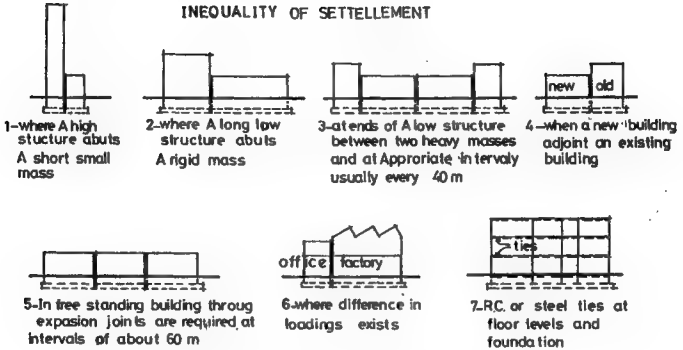 INEQUALITY OF SETTELLEMENT
1-where A high
stucture abuts
A short small
mass
2-where A long low
structure abuts
A rigid mass
3-at ends of A low structure
between two heavy masses
and at Approriate intervaly
usually every 40 m
new old
4-when a new building
adjoint an existing
building
5-In free standing building throug
expasion joints are required at
intervals of about 60 m
office factory
6-where difference in
loadings exists
ties
7-R.C. or steel ties at
floor levels and
foundation